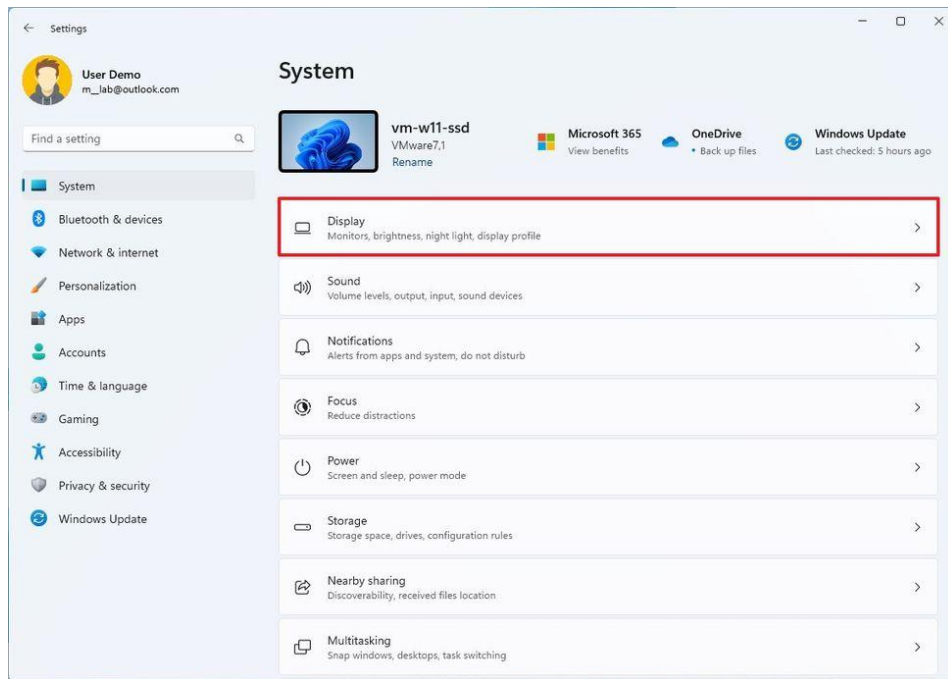 Settings
User Demo
m_lab@outlook.com
Find a setting
System
Bluetooth & devices
Network & internet
Personalization
Apps
Accounts
Time & language
Gaming
Accessibility
Privacy & security
Windows Update
System
vm-w11-ssd
VMware7,1
Rename
Microsoft 365
View benefits
OneDrive
• Back up files
Windows Update
Last checked: 5 hours ago
Display
Monitors, brightness, night light, display profile
Sound
Volume levels, output, input, sound devices
Notifications
Alerts from apps and system, do not disturb
Focus
Reduce distractions
Power
Screen and sleep, power mode
Storage
Storage space, drives, configuration rules
Nearby sharing
Discoverability, received files location
Multitasking
Snap windows, desktops, task switching